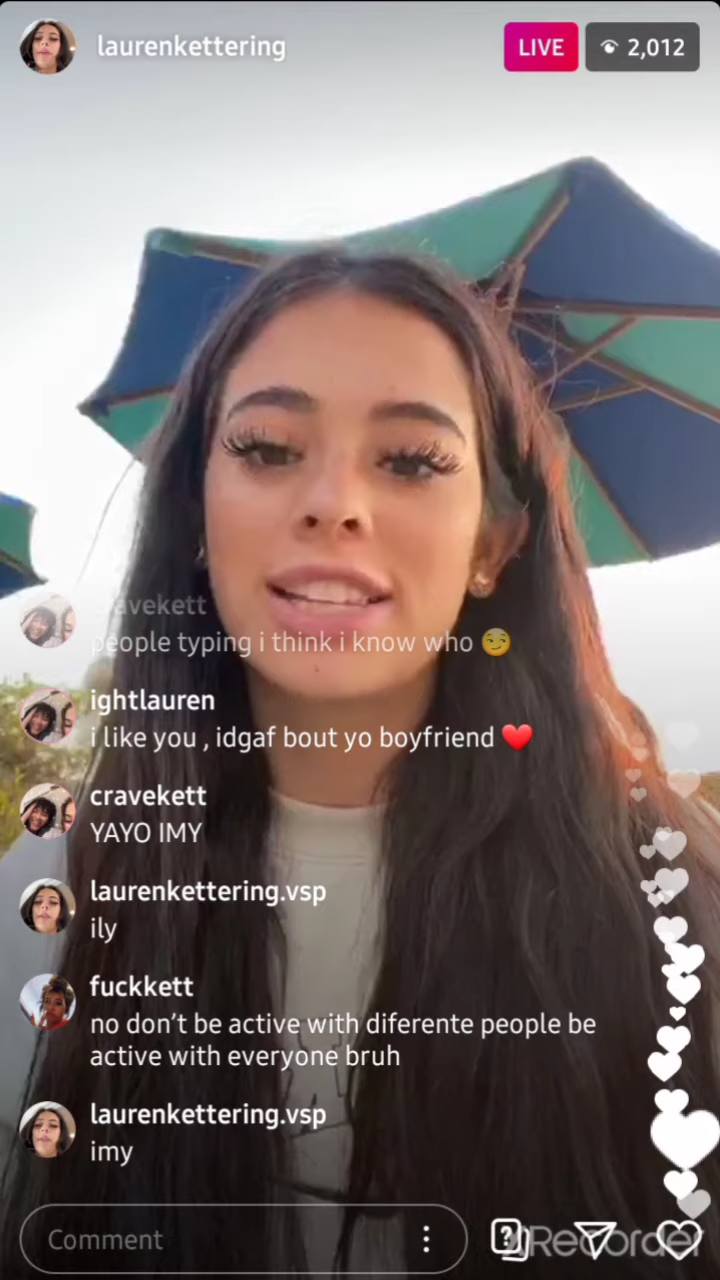 laurenkettering
LIVE
2,012
cravekett
people typing i think i know who 😏
ightlauren
i like you , idgaf bout yo boyfriend ❤️
cravekett
YAYO IMY
laurenkettering.vsp
ily
fuckkett
no don’t be active with diferente people be
active with everyone bruh
laurenkettering.vsp
imy
Comment
Recorder